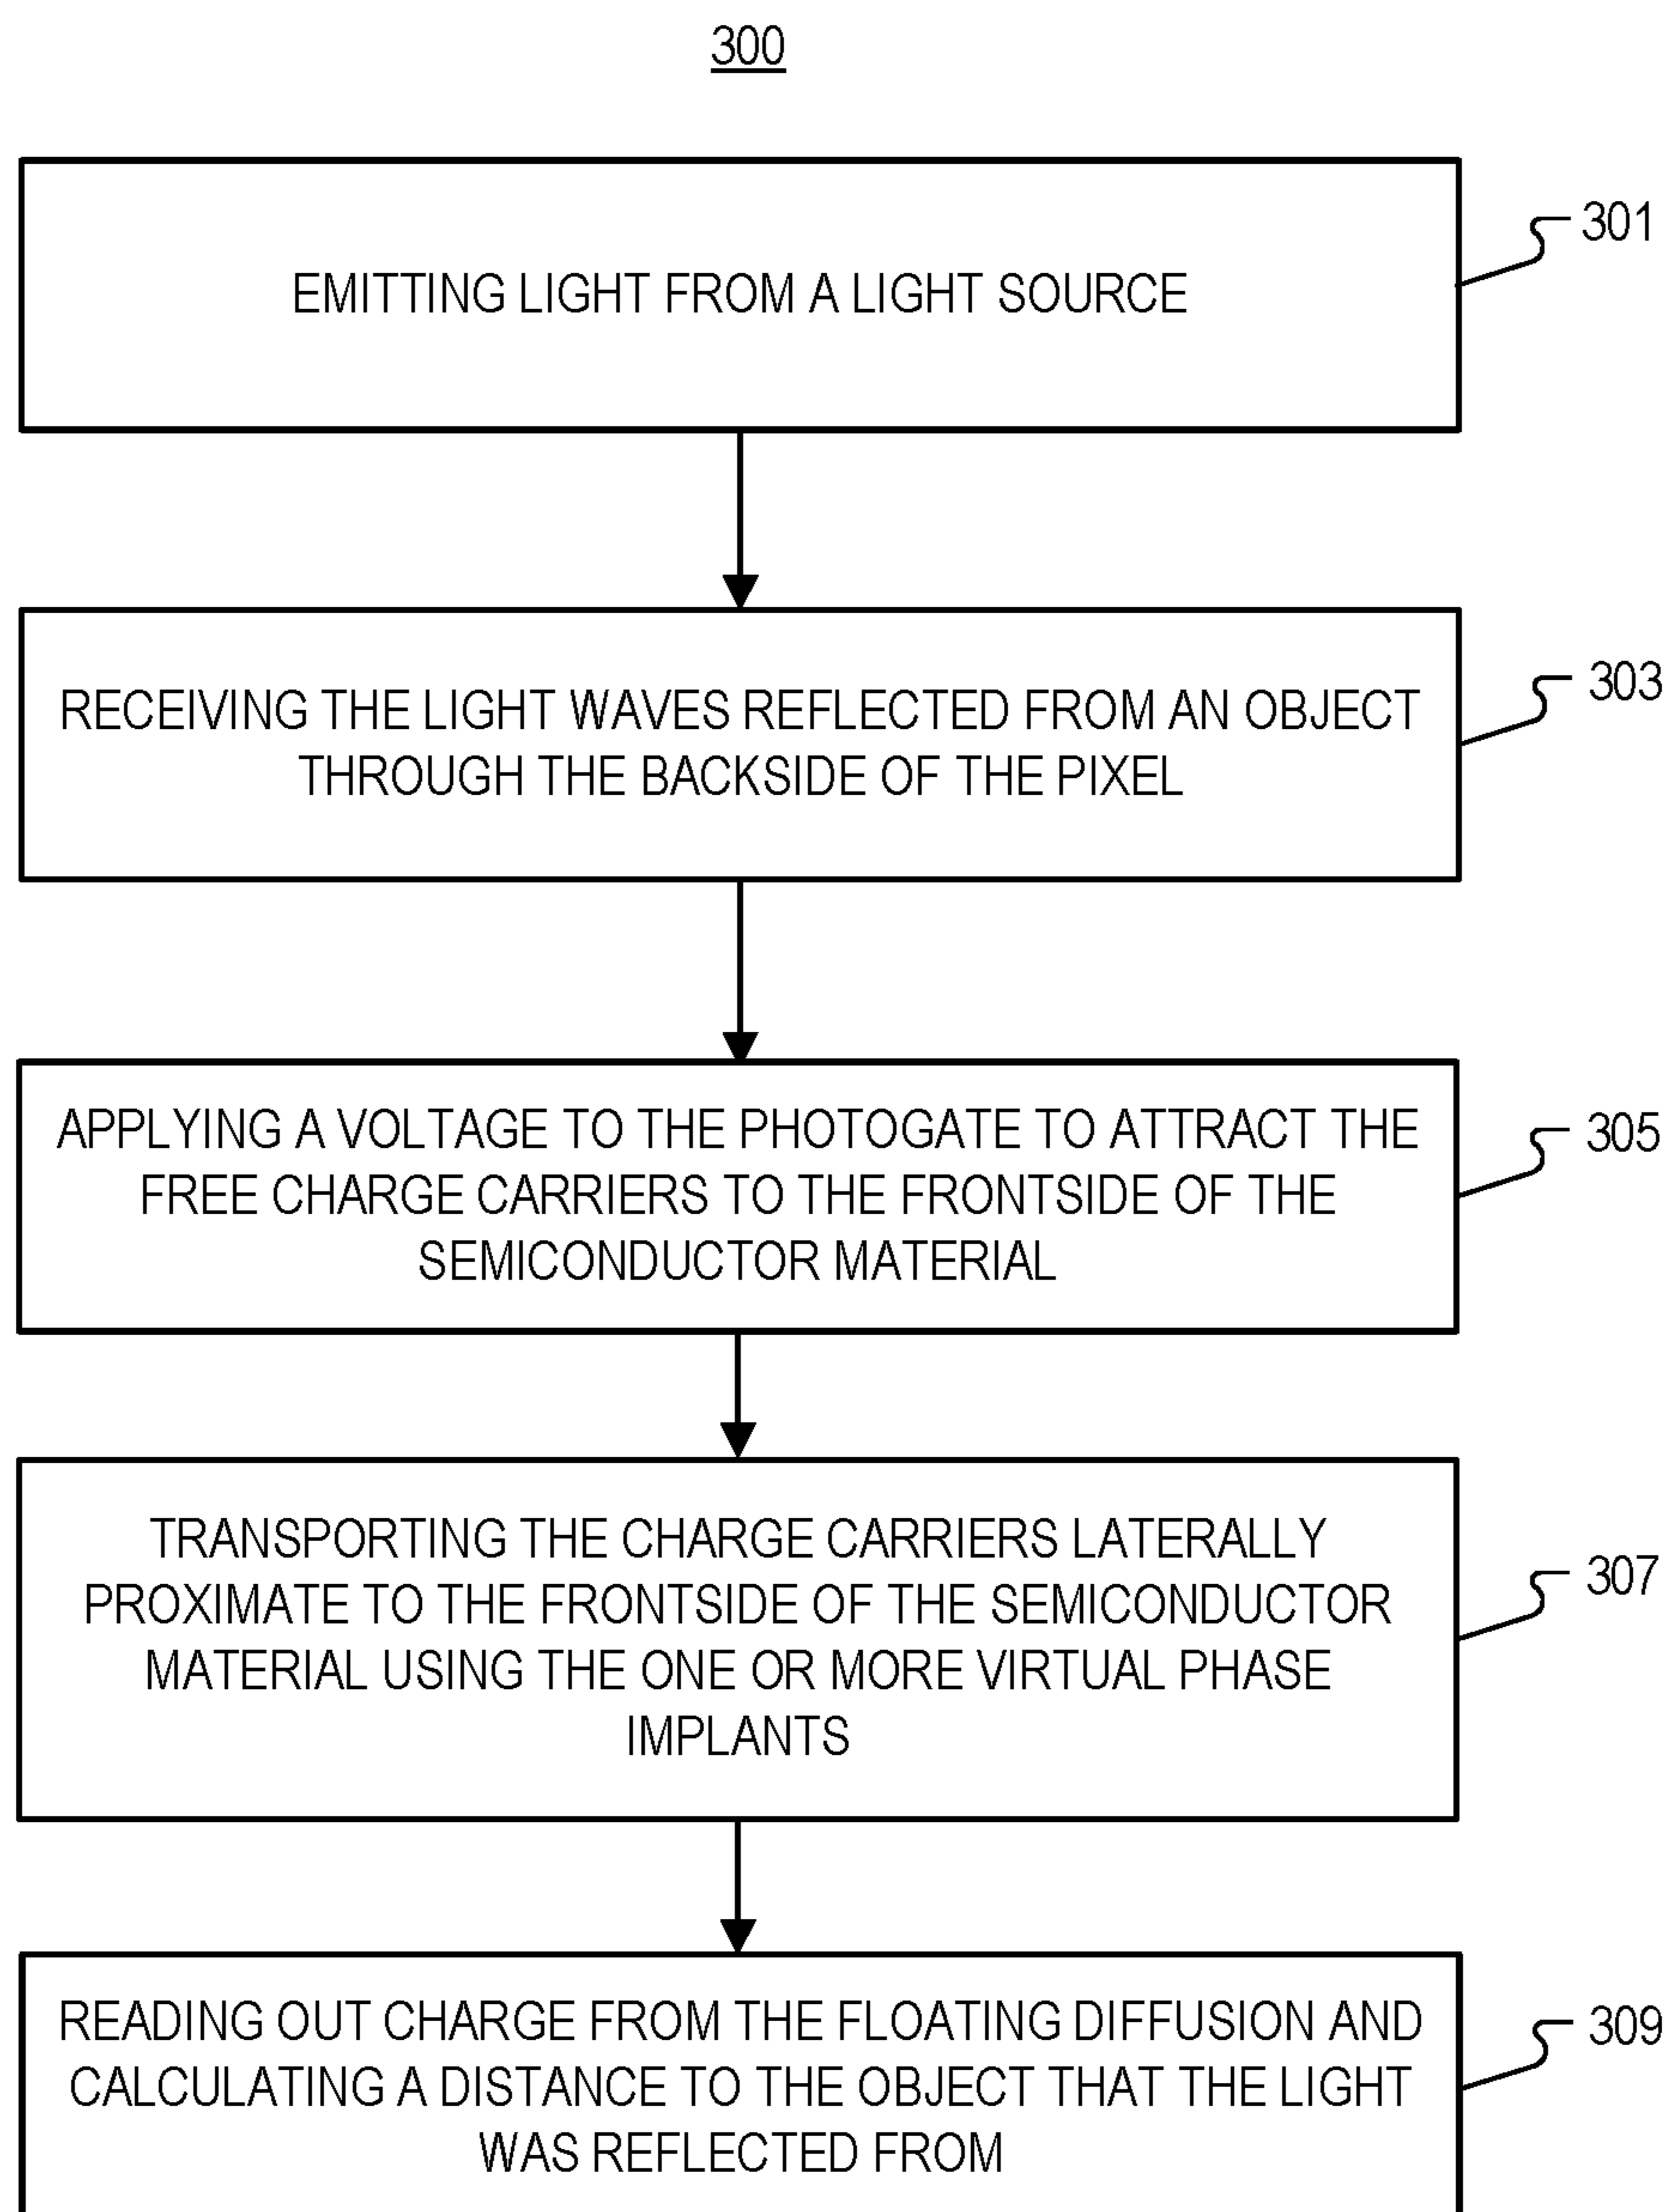 300
EMITTING LIGHT FROM A LIGHT SOURCE
301
RECEIVING THE LIGHT WAVES REFLECTED FROM AN OBJECT
THROUGH THE BACKSIDE OF THE PIXEL
303
APPLYING A VOLTAGE TO THE PHOTOGATE TO ATTRACT THE
FREE CHARGE CARRIERS TO THE FRONTSIDE OF THE
SEMICONDUCTOR MATERIAL
305
TRANSPORTING THE CHARGE CARRIERS LATERALLY
PROXIMATE TO THE FRONTSIDE OF THE SEMICONDUCTOR
MATERIAL USING THE ONE OR MORE VIRTUAL PHASE
IMPLANTS
307
READING OUT CHARGE FROM THE FLOATING DIFFUSION AND
CALCULATING A DISTANCE TO THE OBJECT THAT THE LIGHT
WAS REFLECTED FROM
309